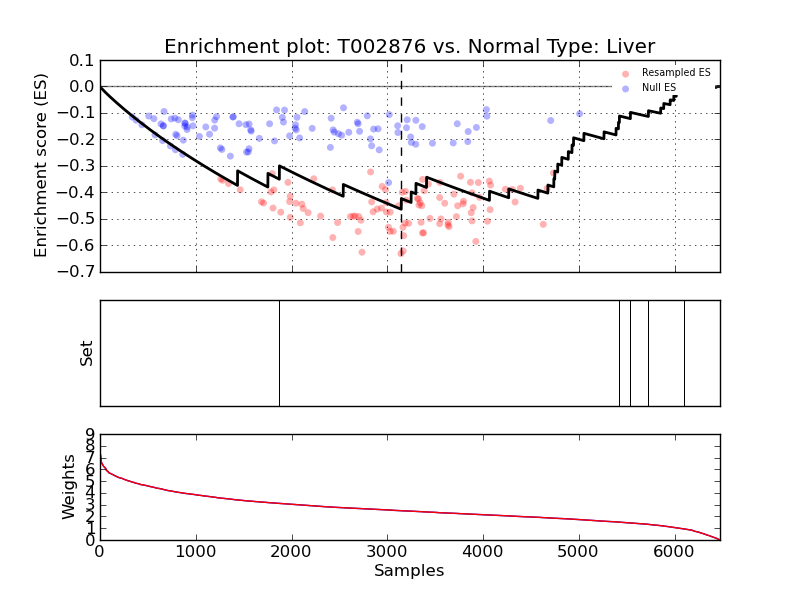 Enrichment plot: T002876 vs. Normal Type: Liver
Enrichment score (ES)
0.1
0.0
−0.1
−0.2
−0.3
−0.4
−0.5
−0.6
−0.7
Resampled ES
Null ES
Set
Weights
9
8
7
6
5
4
3
2
1
0
0 1000 2000 3000 4000 5000 6000
Samples